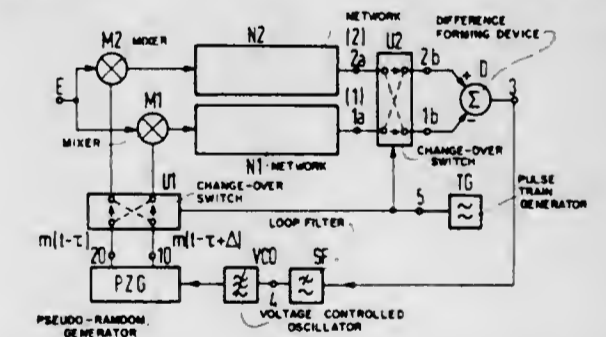 NETWORK
DIFFERENCE
FORMING DEVICE
M2 MIXER
N2
(2)
2a
U2
2b
D
E
M1
(1)
1a
+
Σ
3
−
1b
MIXER
N1 NETWORK
CHANGE-OVER
SWITCH
U1
CHANGE-OVER
SWITCH
5
TG
PULSE
TRAIN
GENERATOR
LOOP FILTER
m(t-τ)
m(t-τ+Δ)
20
10
VCO
SF
PZG
4
VOLTAGE CONTROLLED
OSCILLATOR
PSEUDO-RAMDOM
GENERATOR